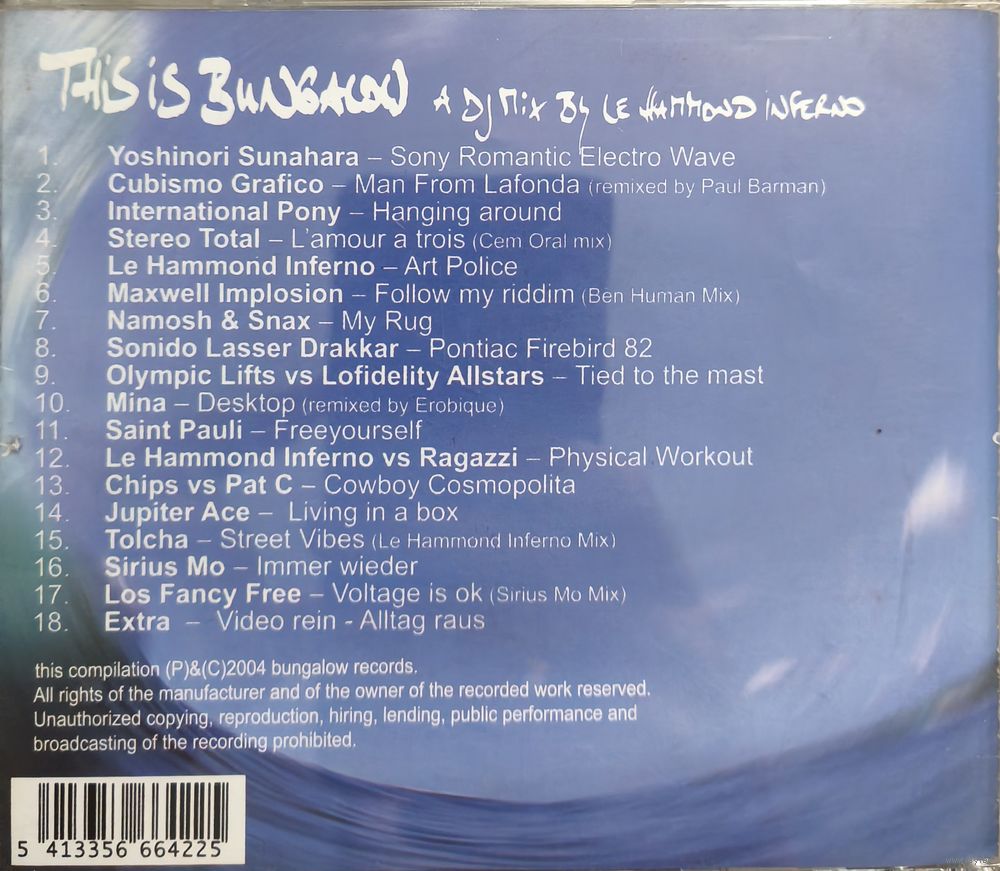 THIS IS BUNGALOW A DJ MIX BY LE HAMMOND INFERNO
1. Yoshinori Sunahara – Sony Romantic Electro Wave
2. Cubismo Grafico – Man From Lafonda (remixed by Paul Barman)
3. International Pony – Hanging around
4. Stereo Total – L'amour a trois (Cem Oral mix)
5. Le Hammond Inferno – Art Police
6. Maxwell Implosion – Follow my riddim (Ben Human Mix)
7. Namosh & Snax – My Rug
8. Sonido Lasser Drakkar – Pontiac Firebird 82
9. Olympic Lifts vs Lofidelity Allstars – Tied to the mast
10. Mina – Desktop (remixed by Erobique)
11. Saint Pauli – Freeyourself
12. Le Hammond Inferno vs Ragazzi – Physical Workout
13. Chips vs Pat C – Cowboy Cosmopolita
14. Jupiter Ace – Living in a box
15. Tolcha – Street Vibes (Le Hammond Inferno Mix)
16. Sirius Mo – Immer wieder
17. Los Fancy Free – Voltage is ok (Sirius Mo Mix)
18. Extra – Video rein - Alltag raus
this compilation (P)&(C)2004 bungalow records.
All rights of the manufacturer and of the owner of the recorded work reserved.
Unauthorized copying, reproduction, hiring, lending, public performance and
broadcasting of the recording prohibited.
5 413356 664225